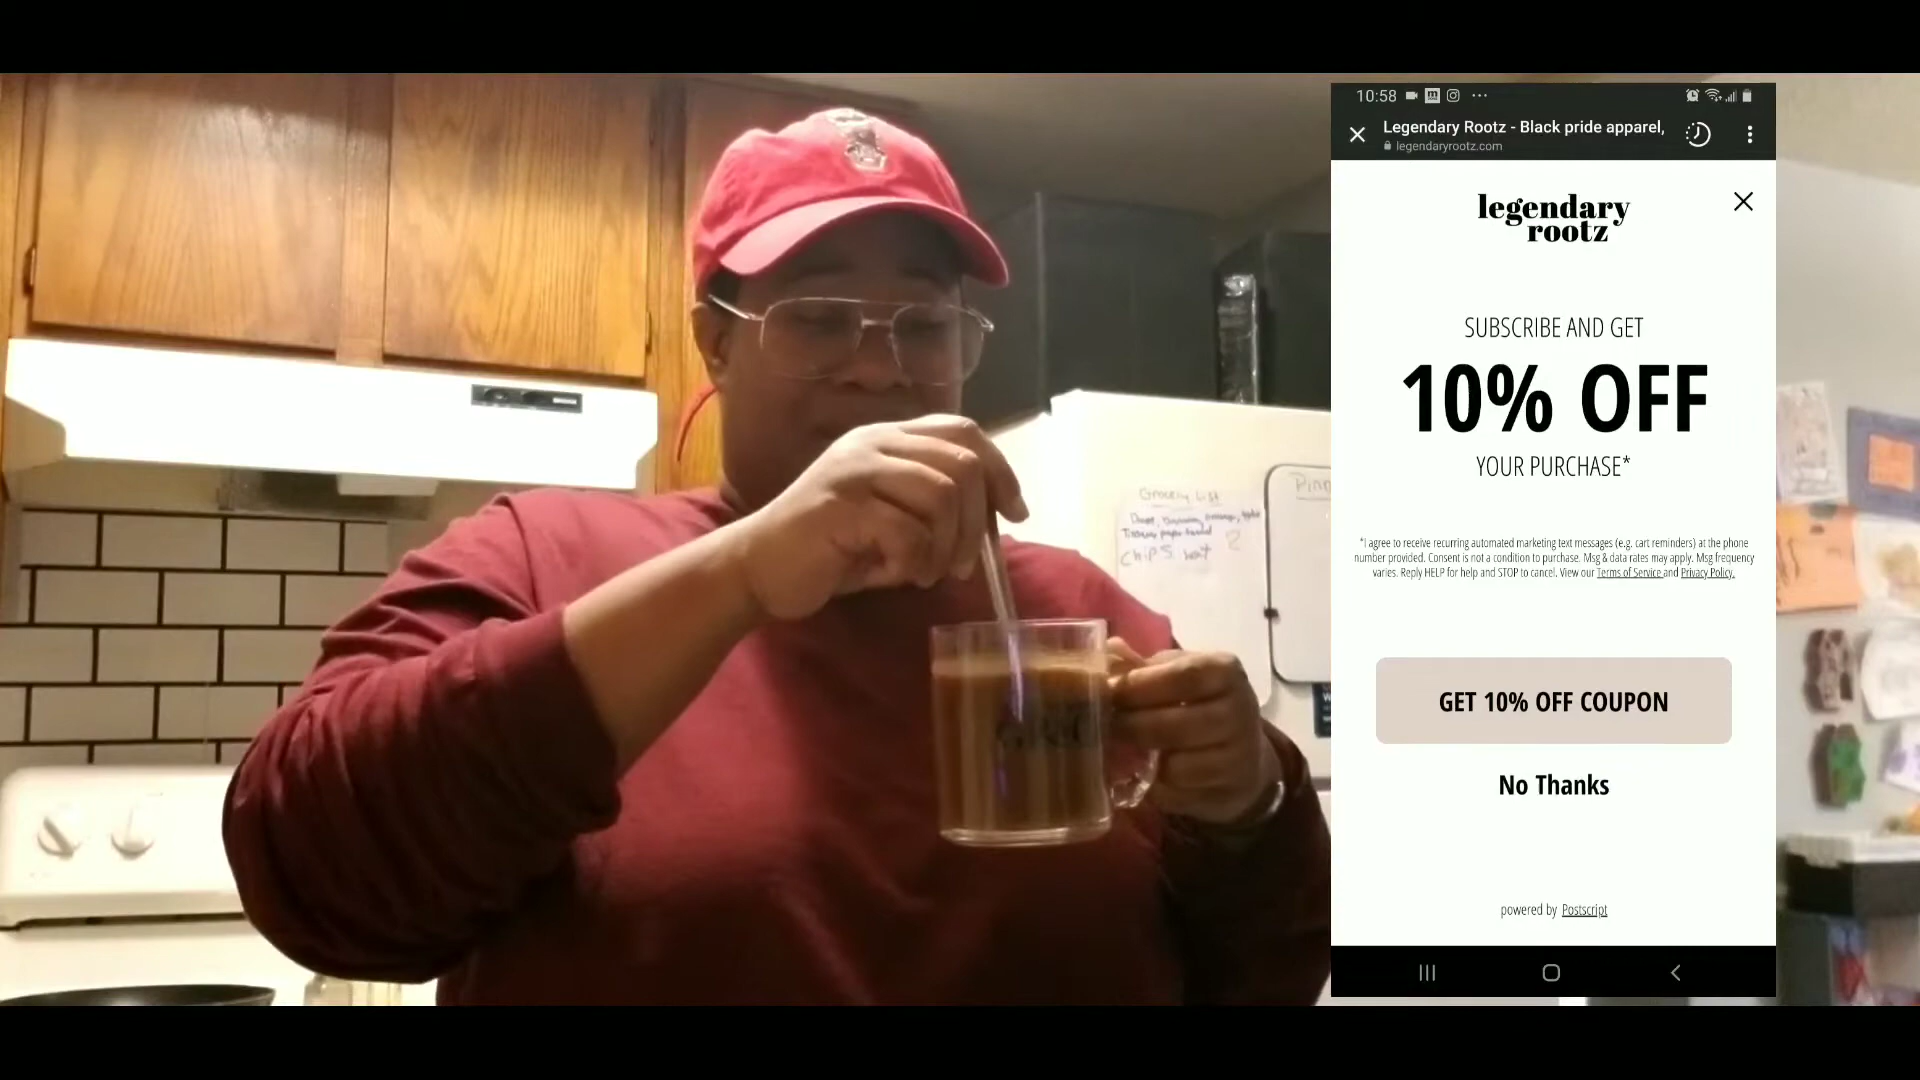 Grocery List
Chips
10:58
Legendary Rootz - Black pride apparel,
legendaryrootz.com
legendary
rootz
SUBSCRIBE AND GET
10% OFF
YOUR PURCHASE*
*I agree to receive recurring automated marketing text messages (e.g. cart reminders) at the phone
number provided. Consent is not a condition to purchase. Msg & data rates may apply. Msg frequency
varies. Reply HELP for help and STOP to cancel. View our Terms of Service and Privacy Policy.
GET 10% OFF COUPON
No Thanks
powered by Postscript